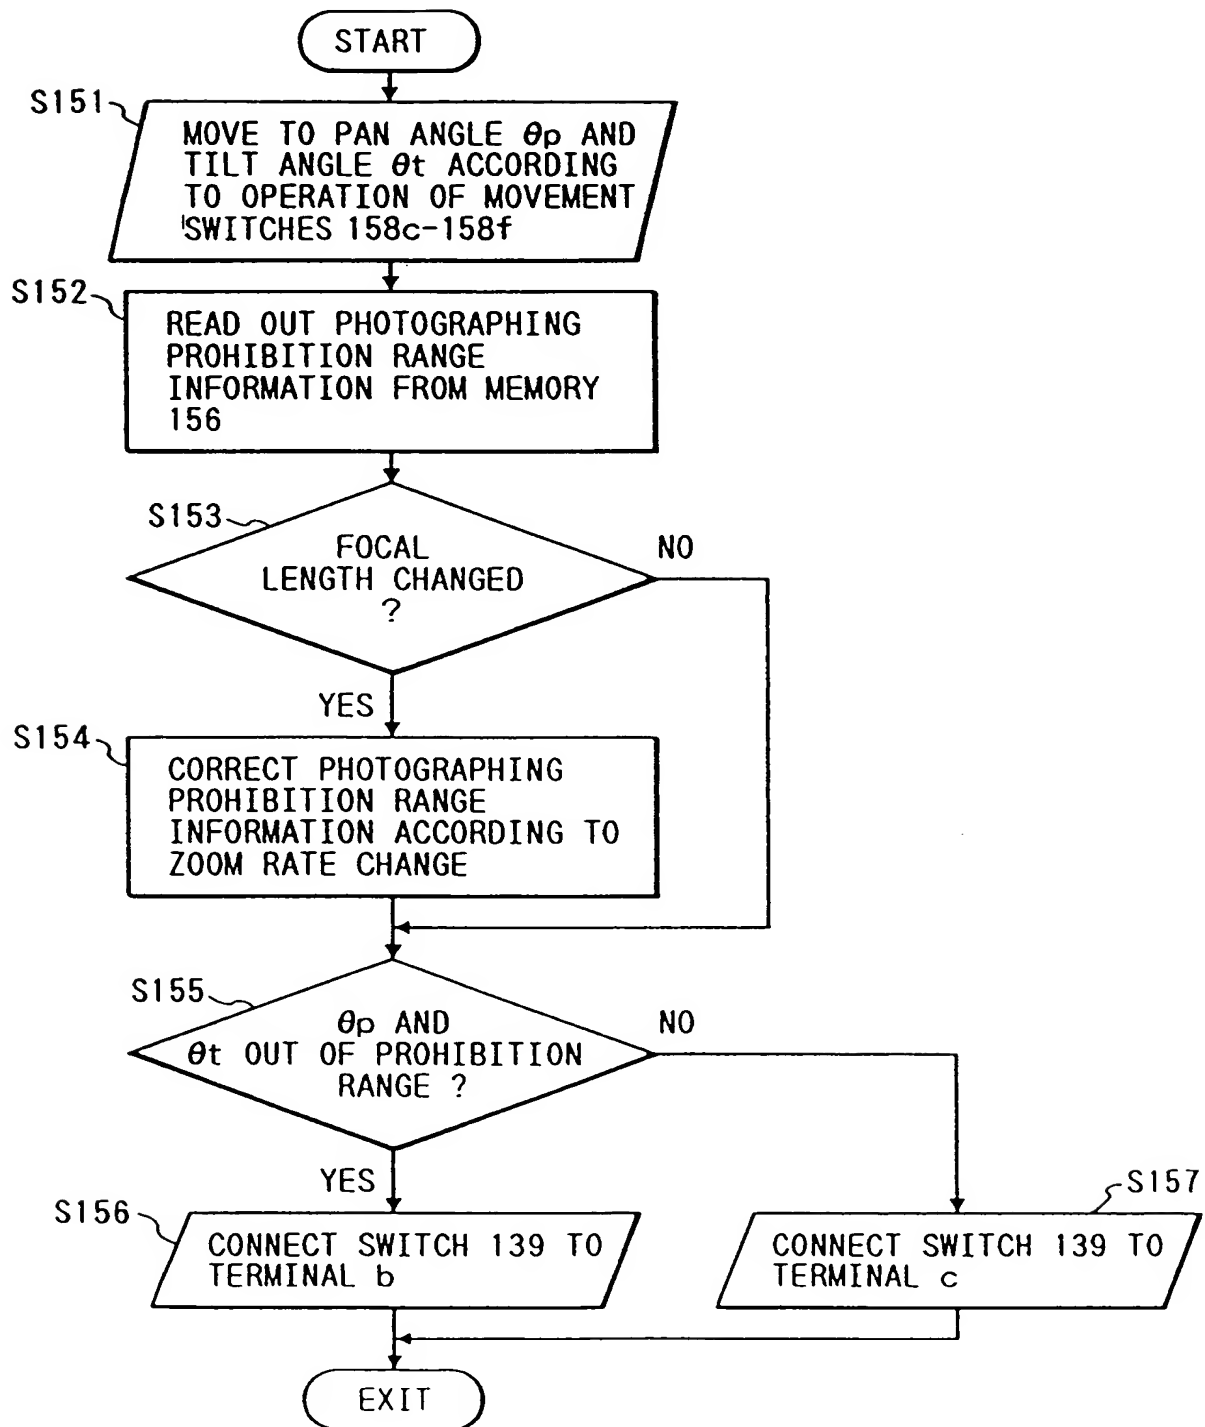 START
S151
MOVE TO PAN ANGLE θp AND
TILT ANGLE θt ACCORDING
TO OPERATION OF MOVEMENT
SWITCHES 158c-158f
S152
READ OUT PHOTOGRAPHING
PROHIBITION RANGE
INFORMATION FROM MEMORY
156
S153
FOCAL
LENGTH CHANGED
?
NO
YES
S154
CORRECT PHOTOGRAPHING
PROHIBITION RANGE
INFORMATION ACCORDING TO
ZOOM RATE CHANGE
S155
θp AND
θt OUT OF PROHIBITION
RANGE ?
NO
YES
S156
CONNECT SWITCH 139 TO
TERMINAL b
S157
CONNECT SWITCH 139 TO
TERMINAL c
EXIT